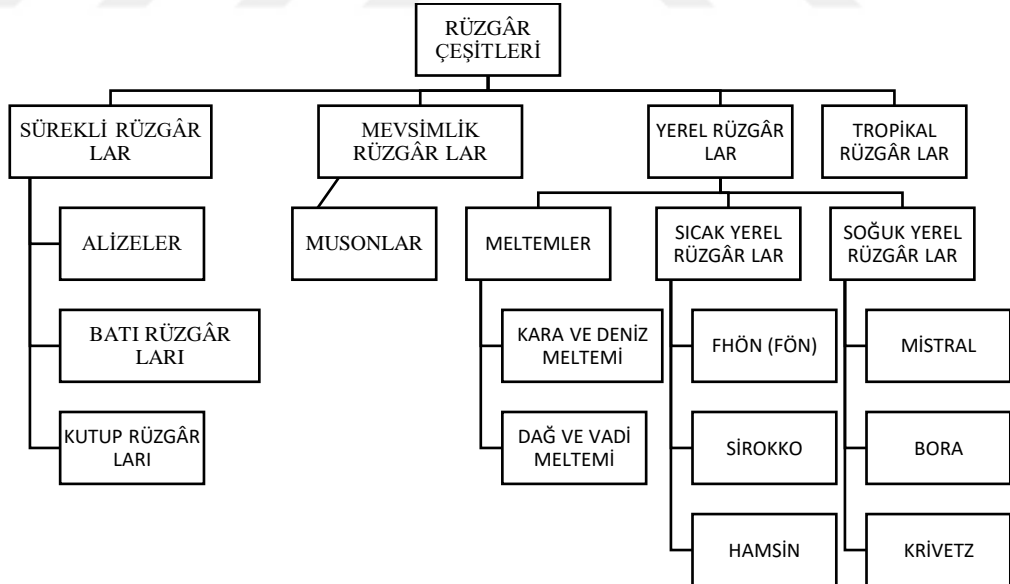 RÜZGÂR
ÇEŞİTLERİ
SÜREKLİ RÜZGÂR
LAR
MEVSİMLİK
RÜZGÂR LAR
YEREL RÜZGÂR
LAR
TROPİKAL
RÜZGÂR LAR
ALİZELER
MUSONLAR
MELTEMLER
SICAK YEREL
RÜZGÂR LAR
SOĞUK YEREL
RÜZGÂR LAR
BATI RÜZGÂR
LARI
KARA VE DENİZ
MELTEMİ
FHÖN (FÖN)
MİSTRAL
KUTUP RÜZGÂR
LARI
DAĞ VE VADİ
MELTEMİ
SİROKKO
BORA
HAMSİN
KRİVETZ